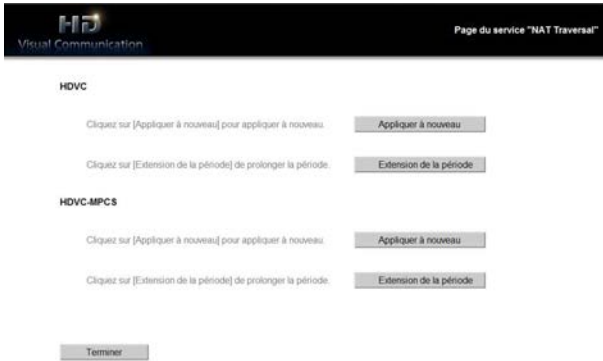 HD
Visual Communication
Page du service "NAT Traversal"
HDVC
Cliquez sur [Appliquer à nouveau] pour appliquer à nouveau.
Appliquer à nouveau
Cliquez sur [Extension de la période] de prolonger la période.
Extension de la période
HDVC-MPCS
Cliquez sur [Appliquer à nouveau] pour appliquer à nouveau.
Appliquer à nouveau
Cliquez sur [Extension de la période] de prolonger la période.
Extension de la période
Terminer